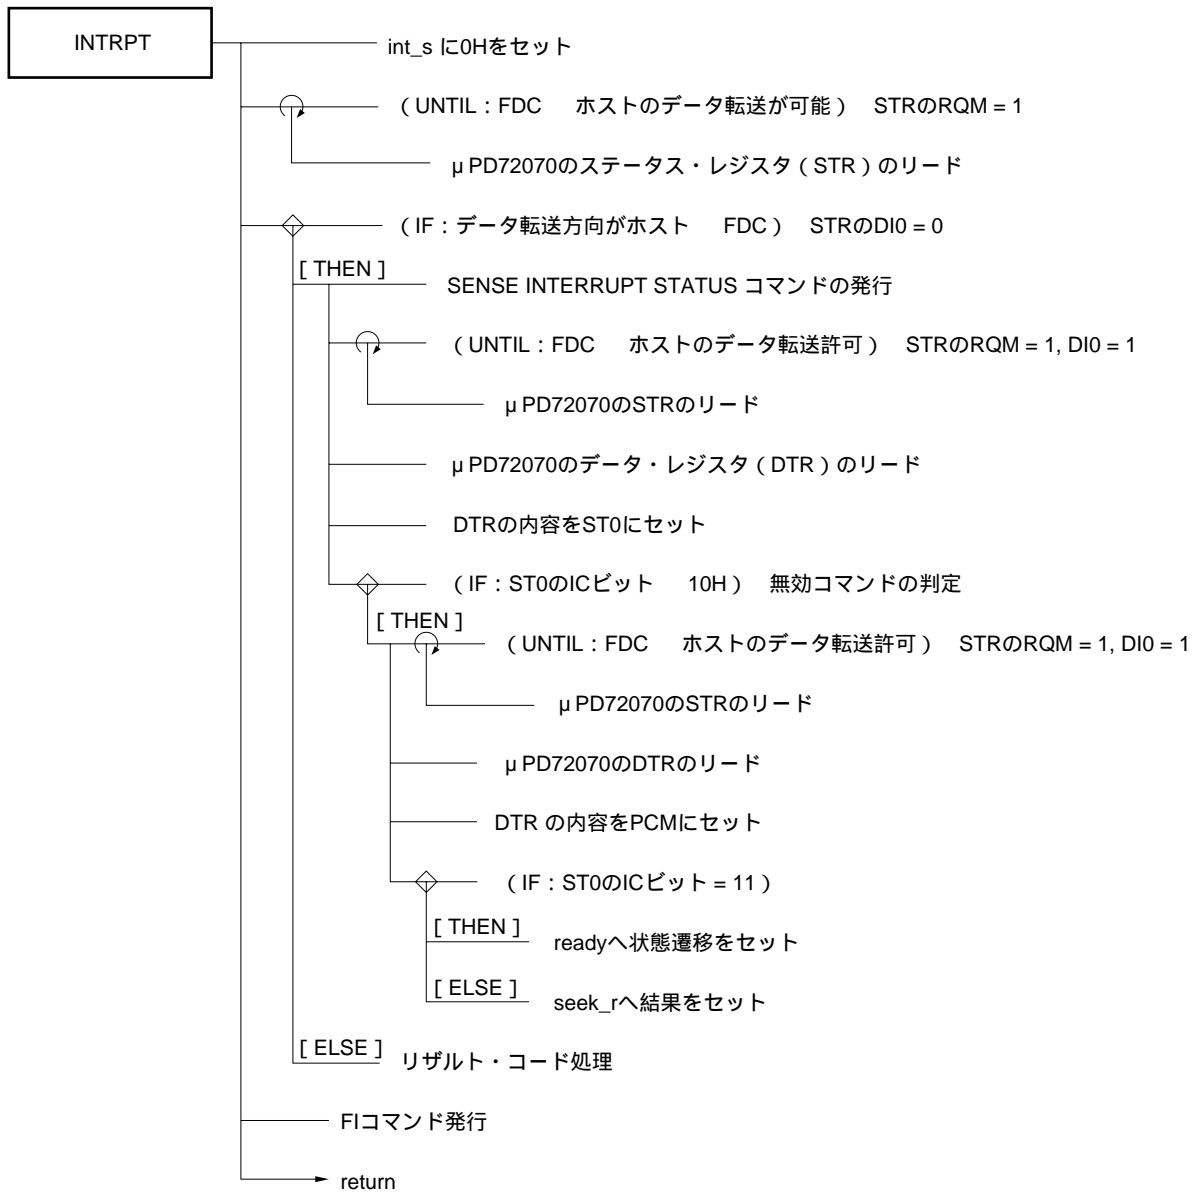 INTRPT
int_s に0Hをセット
（UNTIL：FDC　ホストのデータ転送が可能）　STRのRQM = 1
μPD72070のステータス・レジスタ（STR）のリード
（IF：データ転送方向がホスト　FDC）　STRのDI0 = 0
[ THEN ]
SENSE INTERRUPT STATUS コマンドの発行
（UNTIL：FDC　ホストのデータ転送許可）　STRのRQM = 1, DI0 = 1
μPD72070のSTRのリード
μPD72070のデータ・レジスタ（DTR）のリード
DTRの内容をST0にセット
（IF：ST0のICビット　10H）　無効コマンドの判定
[ THEN ]
（UNTIL：FDC　ホストのデータ転送許可）　STRのRQM = 1, DI0 = 1
μPD72070のSTRのリード
μPD72070のDTRのリード
DTR の内容をPCMにセット
（IF：ST0のICビット = 11）
[ THEN ]
readyへ状態遷移をセット
[ ELSE ]
seek_rへ結果をセット
[ ELSE ]
リザルト・コード処理
FIコマンド発行
return